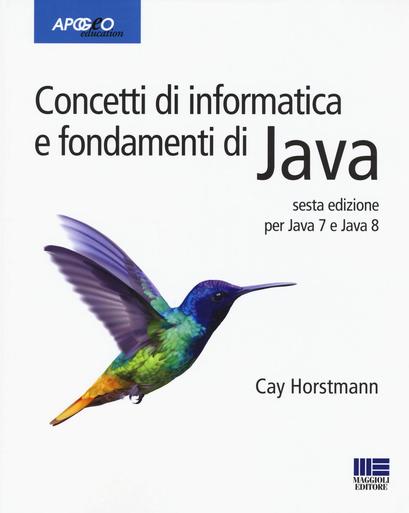 APOGEO
education
Concetti di informatica
e fondamenti di Java
sesta edizione
per Java 7 e Java 8
Cay Horstmann
ME
MAGGIOLI
EDITORE